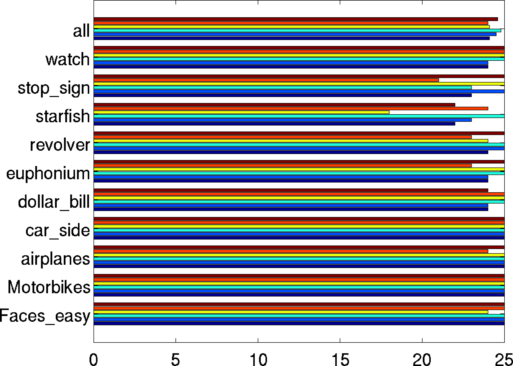 all
watch
stop_sign
starfish
revolver
euphonium
dollar_bill
car_side
airplanes
Motorbikes
Faces_easy
0 5 10 15 20 25